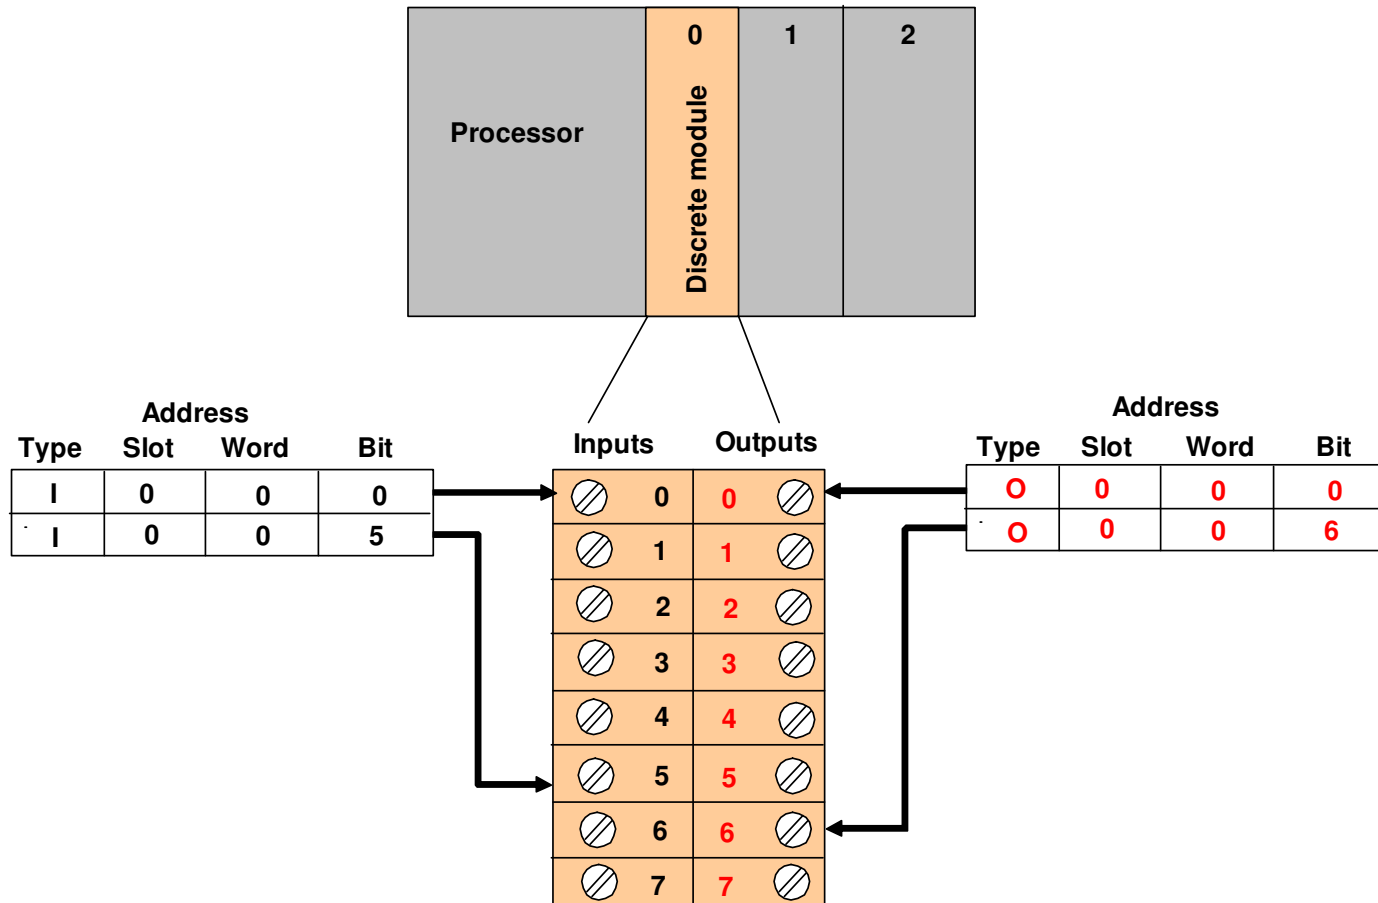 0 1 2
Processor
Discrete module
Address
Type Slot Word Bit
I 0 0 0
I 0 0 5
Inputs Outputs
0 0
1 1
2 2
3 3
4 4
5 5
6 6
7 7
Address
Type Slot Word Bit
O 0 0 0
O 0 0 6